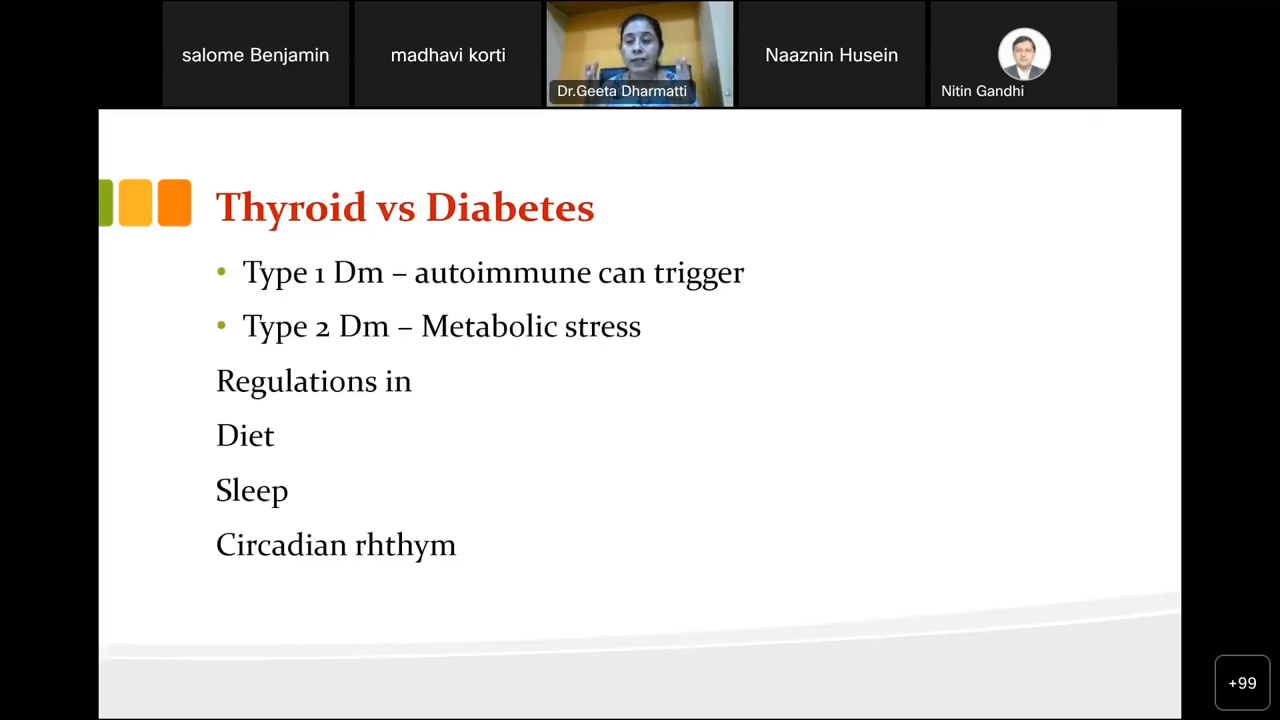 salome Benjamin
madhavi korti
Dr.Geeta Dharmatti
Naaznin Husein
Nitin Gandhi
Thyroid vs Diabetes
• Type 1 Dm – autoimmune can trigger
• Type 2 Dm – Metabolic stress
Regulations in
Diet
Sleep
Circadian rhthym
+99